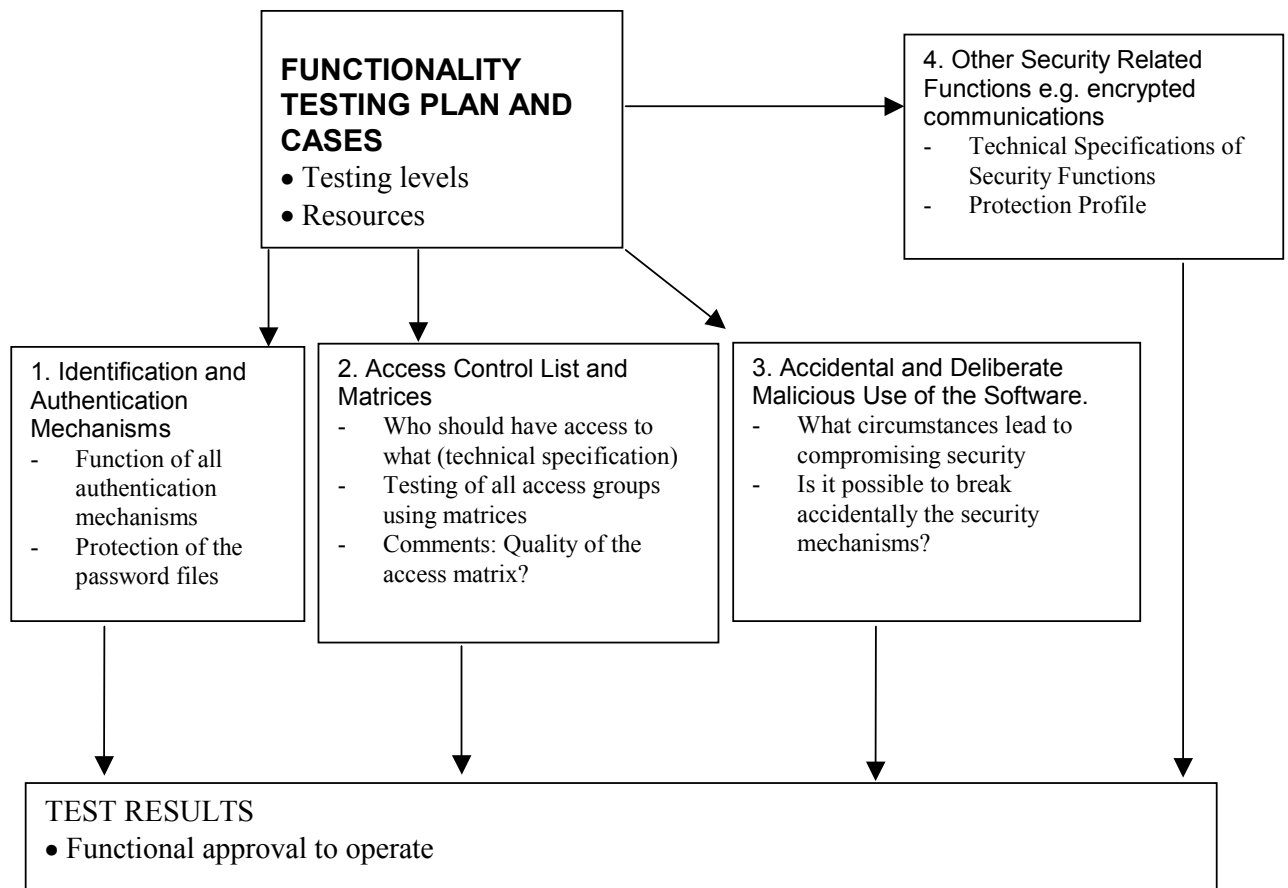 FUNCTIONALITY
TESTING PLAN AND
CASES
• Testing levels
• Resources
4. Other Security Related
Functions e.g. encrypted
communications
- Technical Specifications of
Security Functions
- Protection Profile
1. Identification and
Authentication
Mechanisms
- Function of all
authentication
mechanisms
- Protection of the
password files
2. Access Control List and
Matrices
- Who should have access to
what (technical specification)
- Testing of all access groups
using matrices
- Comments: Quality of the
access matrix?
3. Accidental and Deliberate
Malicious Use of the Software.
- What circumstances lead to
compromising security
- Is it possible to break
accidentally the security
mechanisms?
TEST RESULTS
• Functional approval to operate